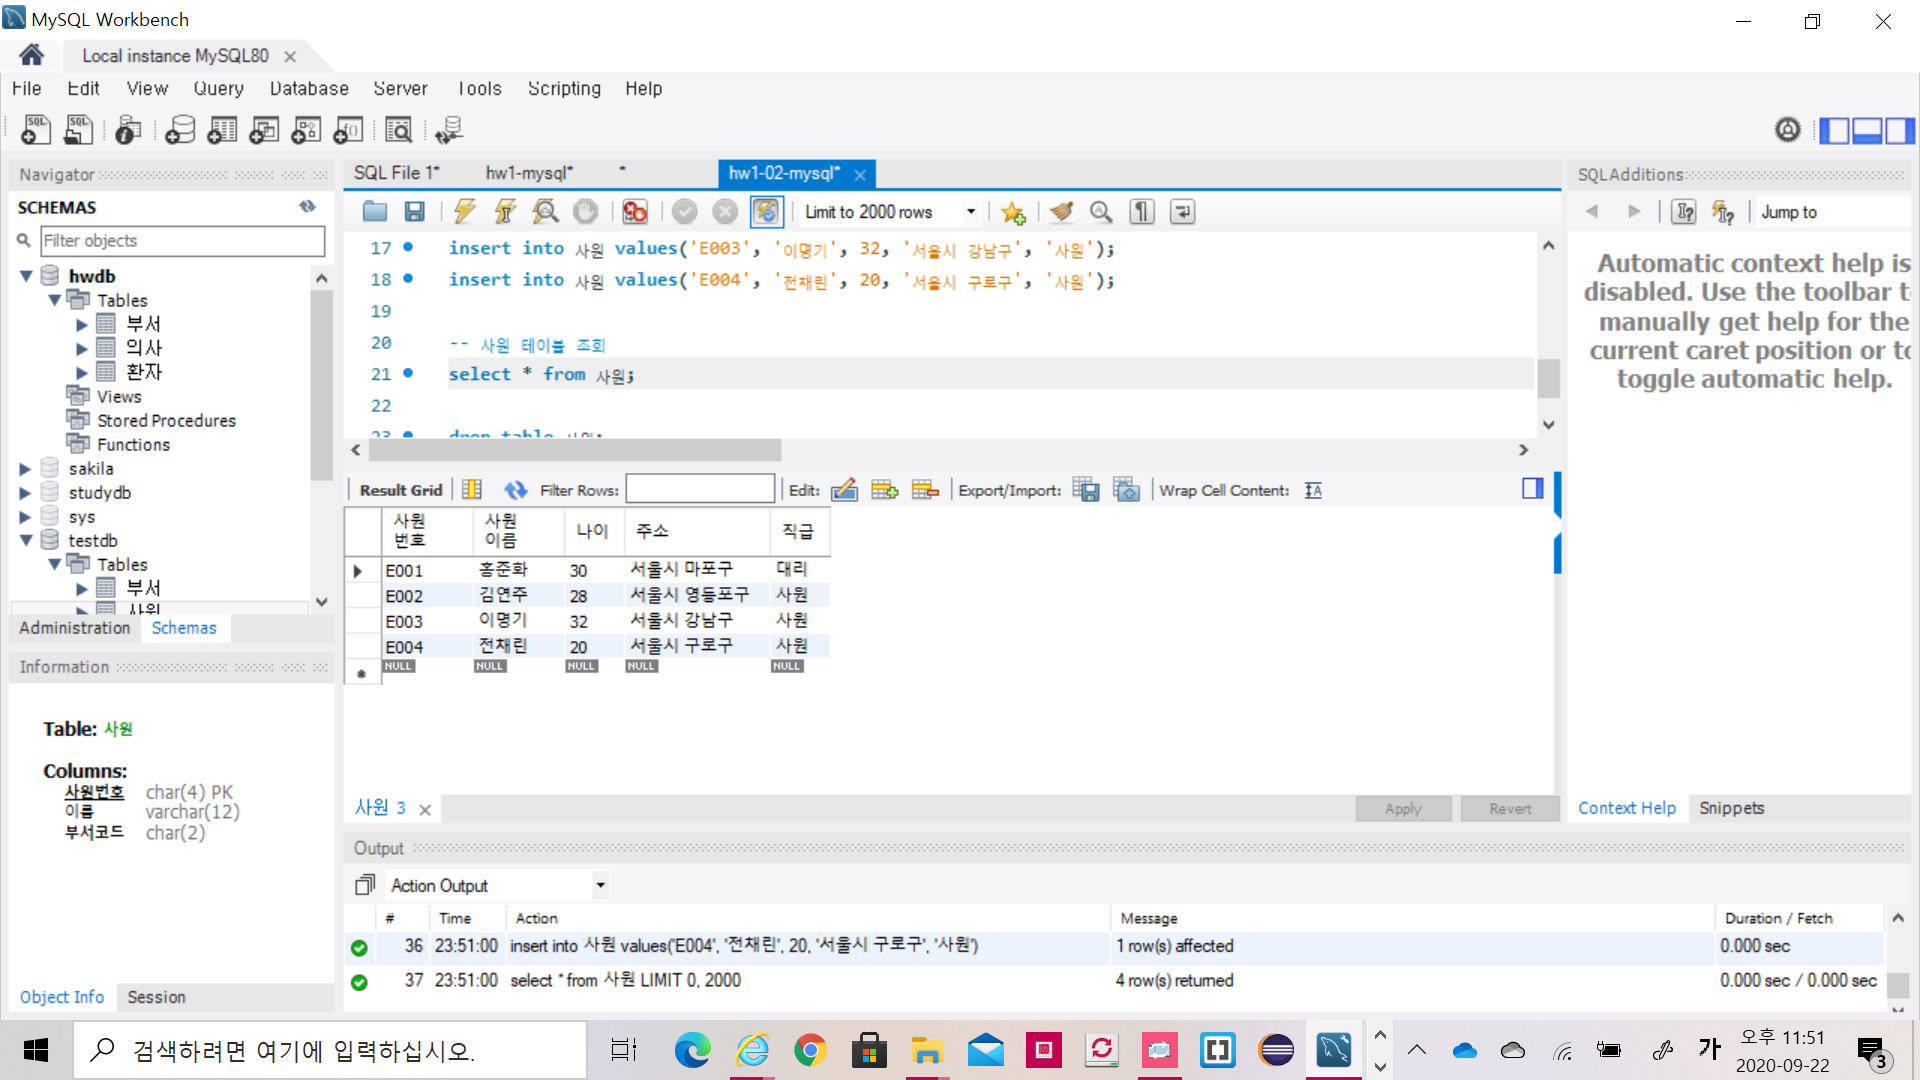 MySQL Workbench
Local instance MySQL80
File Edit View Query Database Server Tools Scripting Help
Navigator
SCHEMAS
Filter objects
hwdb
Tables
부서
의사
환자
Views
Stored Procedures
Functions
sakila
studydb
sys
testdb
Tables
부서
사원
Administration Schemas
Information
Table: 사원
Columns:
사원번호 char(4) PK
이름 varchar(12)
부서코드 char(2)
Object Info Session
SQL File 1* hw1-mysql* * hw1-02-mysql*
Limit to 2000 rows
17 insert into 사원 values('E003', '이명기', 32, '서울시 강남구', '사원');
18 insert into 사원 values('E004', '전채린', 20, '서울시 구로구', '사원');
19
20 -- 사원 테이블 조회
21 select * from 사원;
22
23 drop table 사원;
Result Grid Filter Rows: Edit: Export/Import: Wrap Cell Content:
사원번호 사원이름 나이 주소 직급
E001 홍준화 30 서울시 마포구 대리
E002 김연주 28 서울시 영등포구 사원
E003 이명기 32 서울시 강남구 사원
E004 전채린 20 서울시 구로구 사원
NULL NULL NULL NULL NULL
사원 3
Apply Revert
SQLAdditions
Jump to
Automatic context help is
disabled. Use the toolbar t
manually get help for the
current caret position or to
toggle automatic help.
Context Help Snippets
Output
Action Output
# Time Action Message Duration / Fetch
36 23:51:00 insert into 사원 values('E004', '전채린', 20, '서울시 구로구', '사원') 1 row(s) affected 0.000 sec
37 23:51:00 select * from 사원 LIMIT 0, 2000 4 row(s) returned 0.000 sec / 0.000 sec
검색하려면 여기에 입력하십시오.
가
오후 11:51
2020-09-22
3